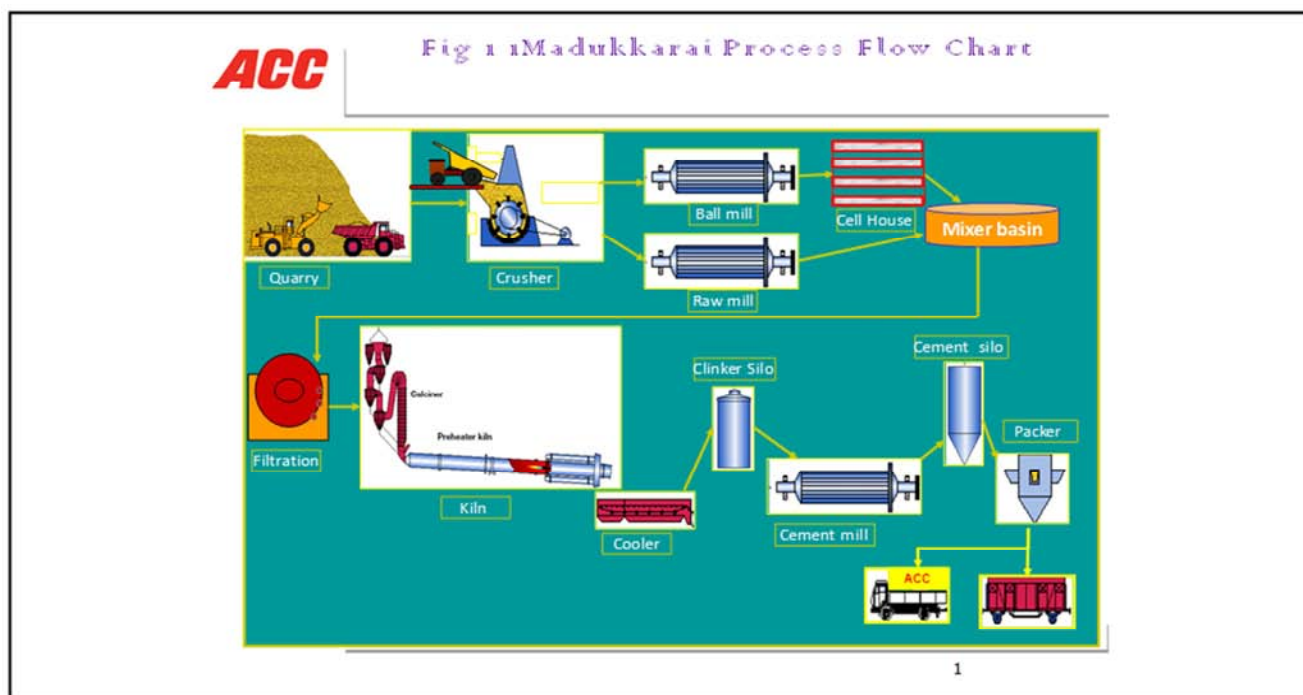 Fig 1 1Madukkarai Process Flow Chart
ACC
Quarry
Crusher
Ball mill
Raw mill
Cell House
Mixer basin
Filtration
Calciner
Preheater kiln
Kiln
Cooler
Clinker Silo
Cement mill
Cement silo
Packer
ACC
1